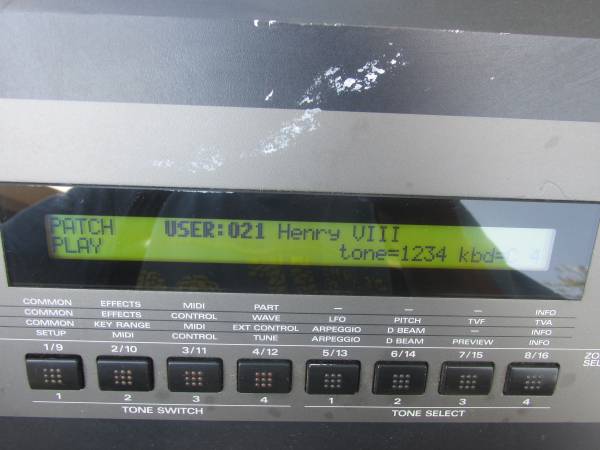 PATCH USER:021 Henry VIII
PLAY tone=1234 kbd=C 4
COMMON EFFECTS MIDI PART — — — INFO
COMMON EFFECTS CONTROL WAVE LFO PITCH TVF TVA
COMMON KEY RANGE MIDI EXT CONTROL ARPEGGIO D BEAM — INFO
SETUP MIDI CONTROL TUNE ARPEGGIO D BEAM PREVIEW INFO
1/9 2/10 3/11 4/12 5/13 6/14 7/15 8/16
1 2 3 4 1 2 3 4
TONE SWITCH TONE SELECT